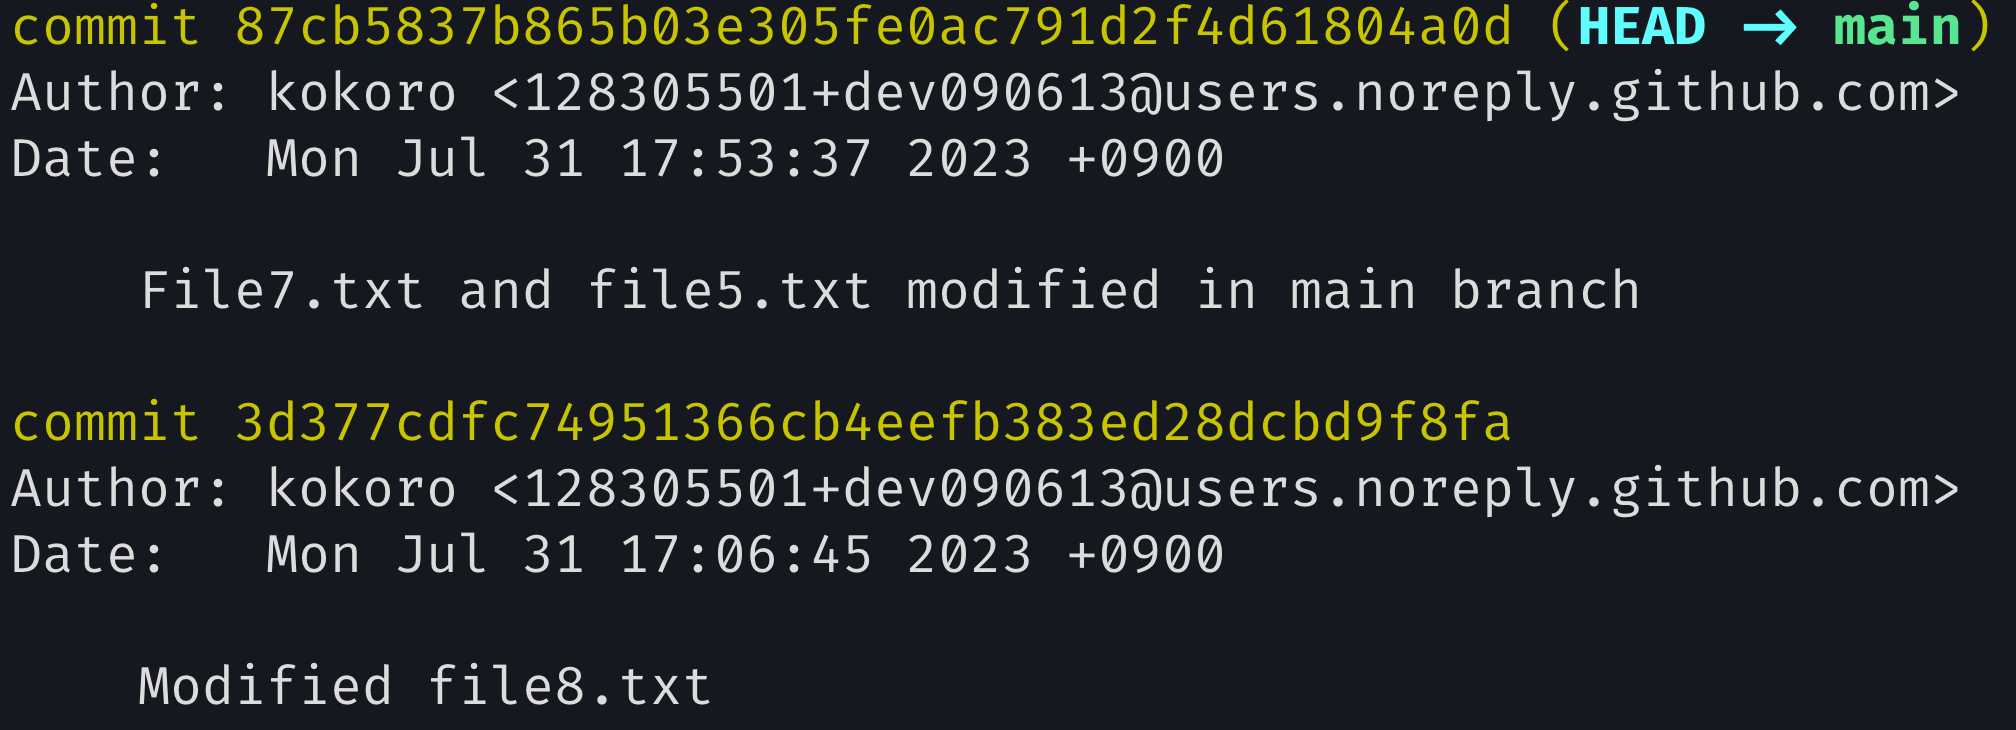 commit 87cb5837b865b03e305fe0ac791d2f4d61804a0d (HEAD -> main)
Author: kokoro <128305501+dev090613@users.noreply.github.com>
Date:   Mon Jul 31 17:53:37 2023 +0900
File7.txt and file5.txt modified in main branch
commit 3d377cdfc74951366cb4eefb383ed28dcbd9f8fa
Author: kokoro <128305501+dev090613@users.noreply.github.com>
Date:   Mon Jul 31 17:06:45 2023 +0900
Modified file8.txt